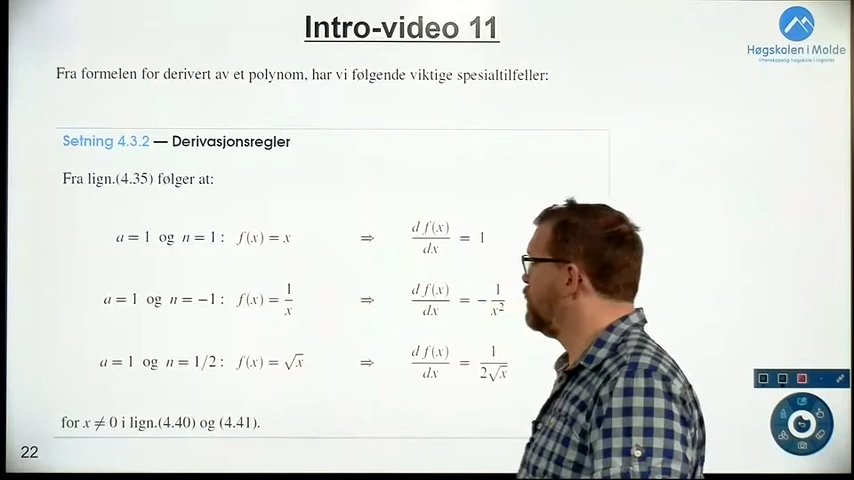 Intro-video 11
Høgskolen i Molde
Vitenskapelig høgskole i logistikk
Fra formelen for derivert av et polynom, har vi følgende viktige spesialtilfeller:
Setning 4.3.2 — Derivasjonsregler
Fra lign.(4.35) følger at:
a = 1 og n = 1 : f(x) = x ⇒ d f(x)/dx = 1
a = 1 og n = −1 : f(x) = 1/x ⇒ d f(x)/dx = − 1/x²
a = 1 og n = 1/2 : f(x) = √x ⇒ d f(x)/dx = 1/2√x
for x ≠ 0 i lign.(4.40) og (4.41).
22